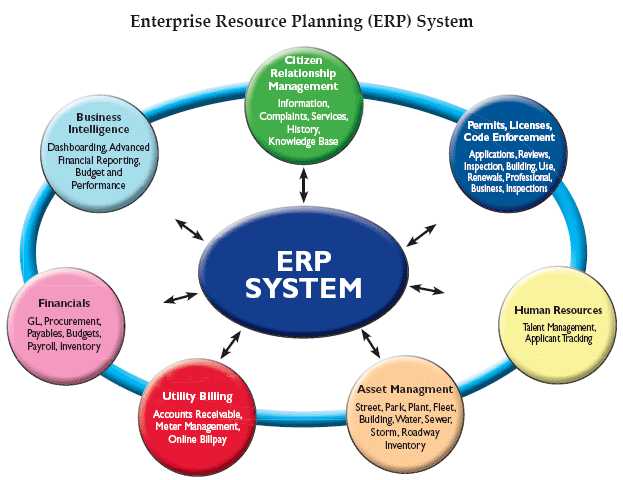 Enterprise Resource Planning (ERP) System
Citizen
Relationship
Management
Information,
Complaints, Services,
History,
Knowledge Base
Business
Intelligence
Dashboarding, Advanced
Financial Reporting,
Budget and
Performance
Permits, Licenses,
Code Enforcement
Applications, Reviews,
Inspection, Building, Use,
Renewals, Professional,
Business, Inspections
ERP
SYSTEM
Financials
GL, Procurement,
Payables, Budgets,
Payroll, Inventory
Human Resources
Talent Management,
Applicant Tracking
Utility Billing
Accounts Receivable,
Meter Management,
Online Billpay
Asset Managment
Street, Park, Plant, Fleet,
Building, Water, Sewer,
Storm, Roadway
Inventory